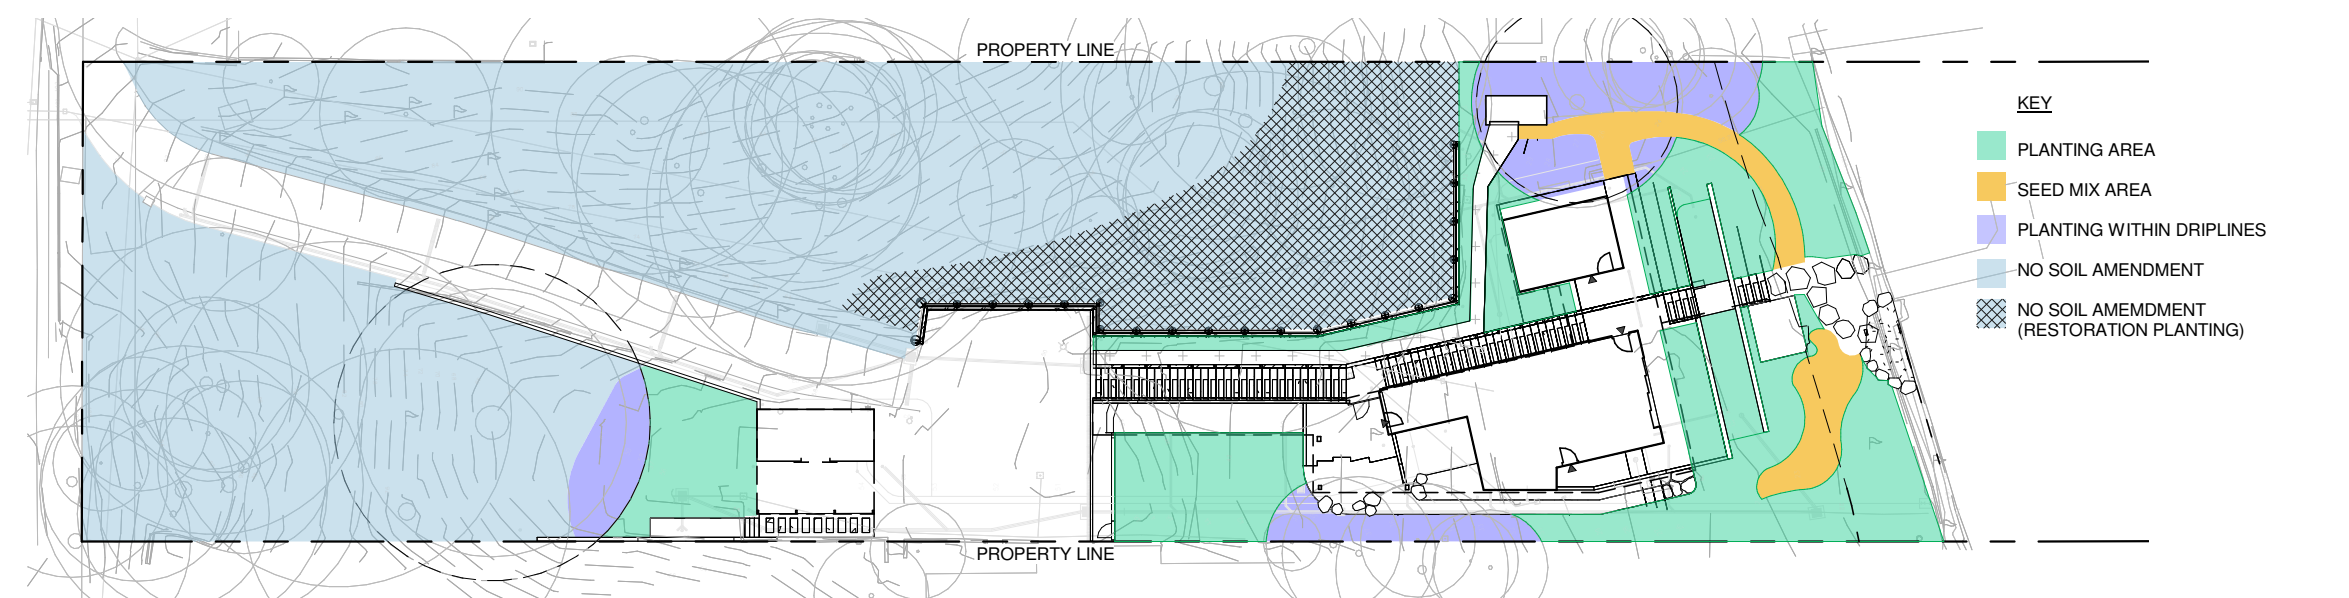 PROPERTY LINE
KEY
PLANTING AREA
SEED MIX AREA
PLANTING WITHIN DRIPLINES
NO SOIL AMENDMENT
NO SOIL AMEMDMENT
(RESTORATION PLANTING)
PROPERTY LINE